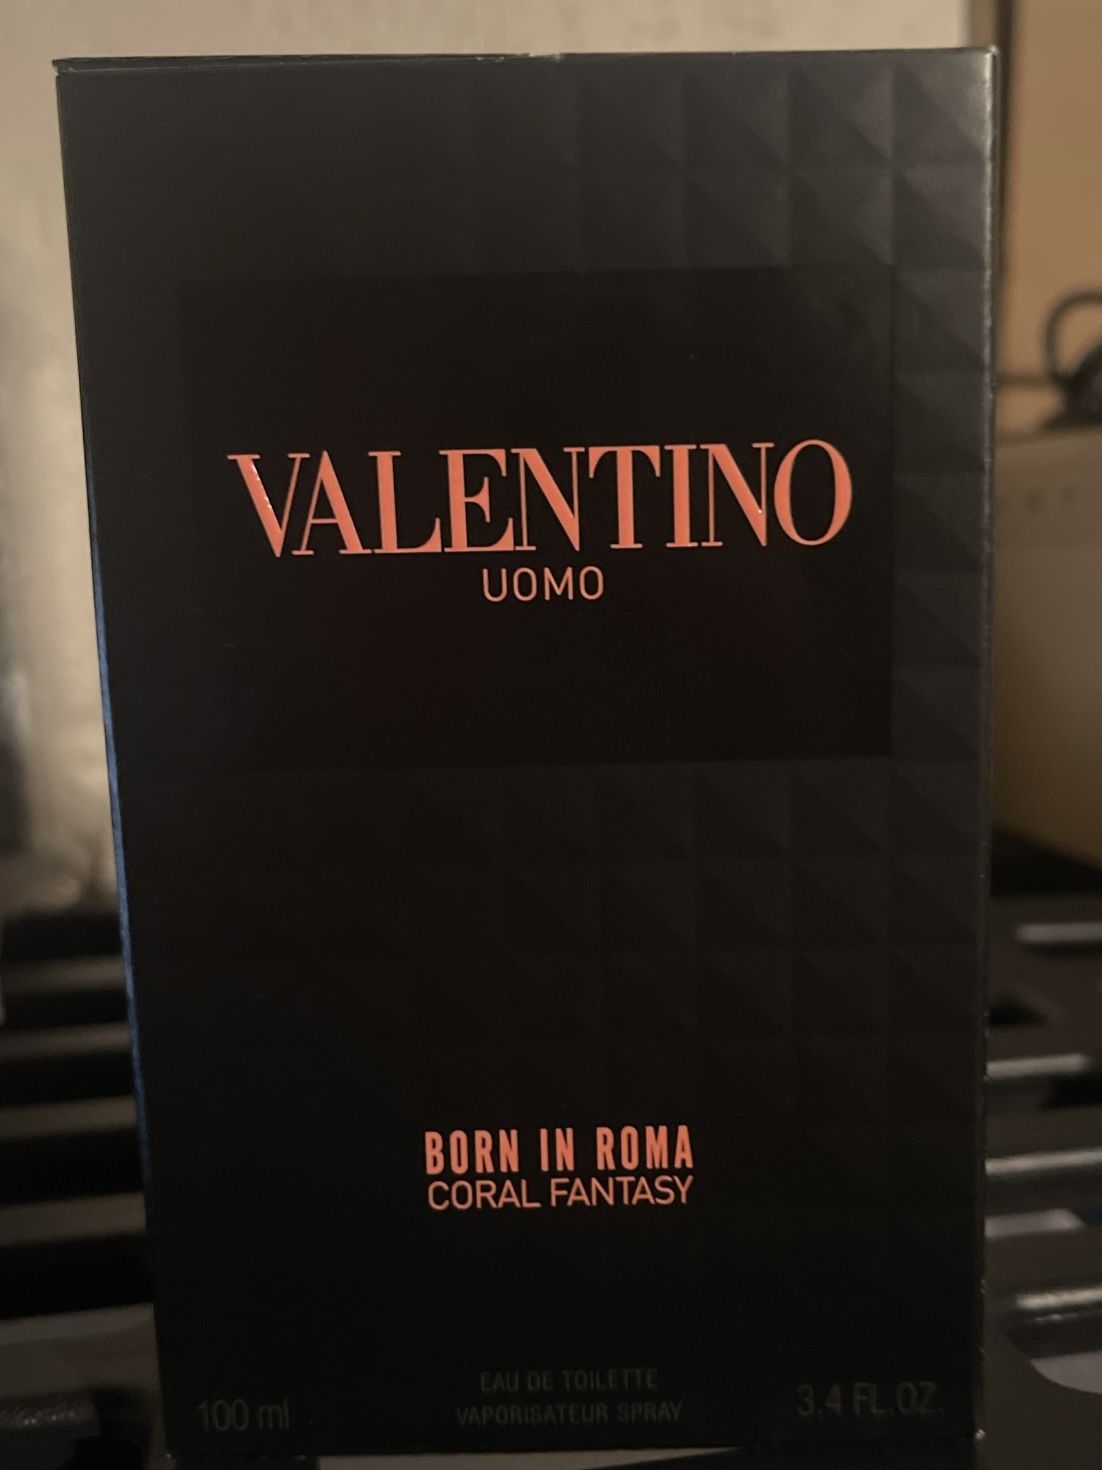 VALENTINO
UOMO
BORN IN ROMA
CORAL FANTASY
EAU DE TOILETTE
VAPORISATEUR SPRAY
100 ml
3.4 FL.OZ.